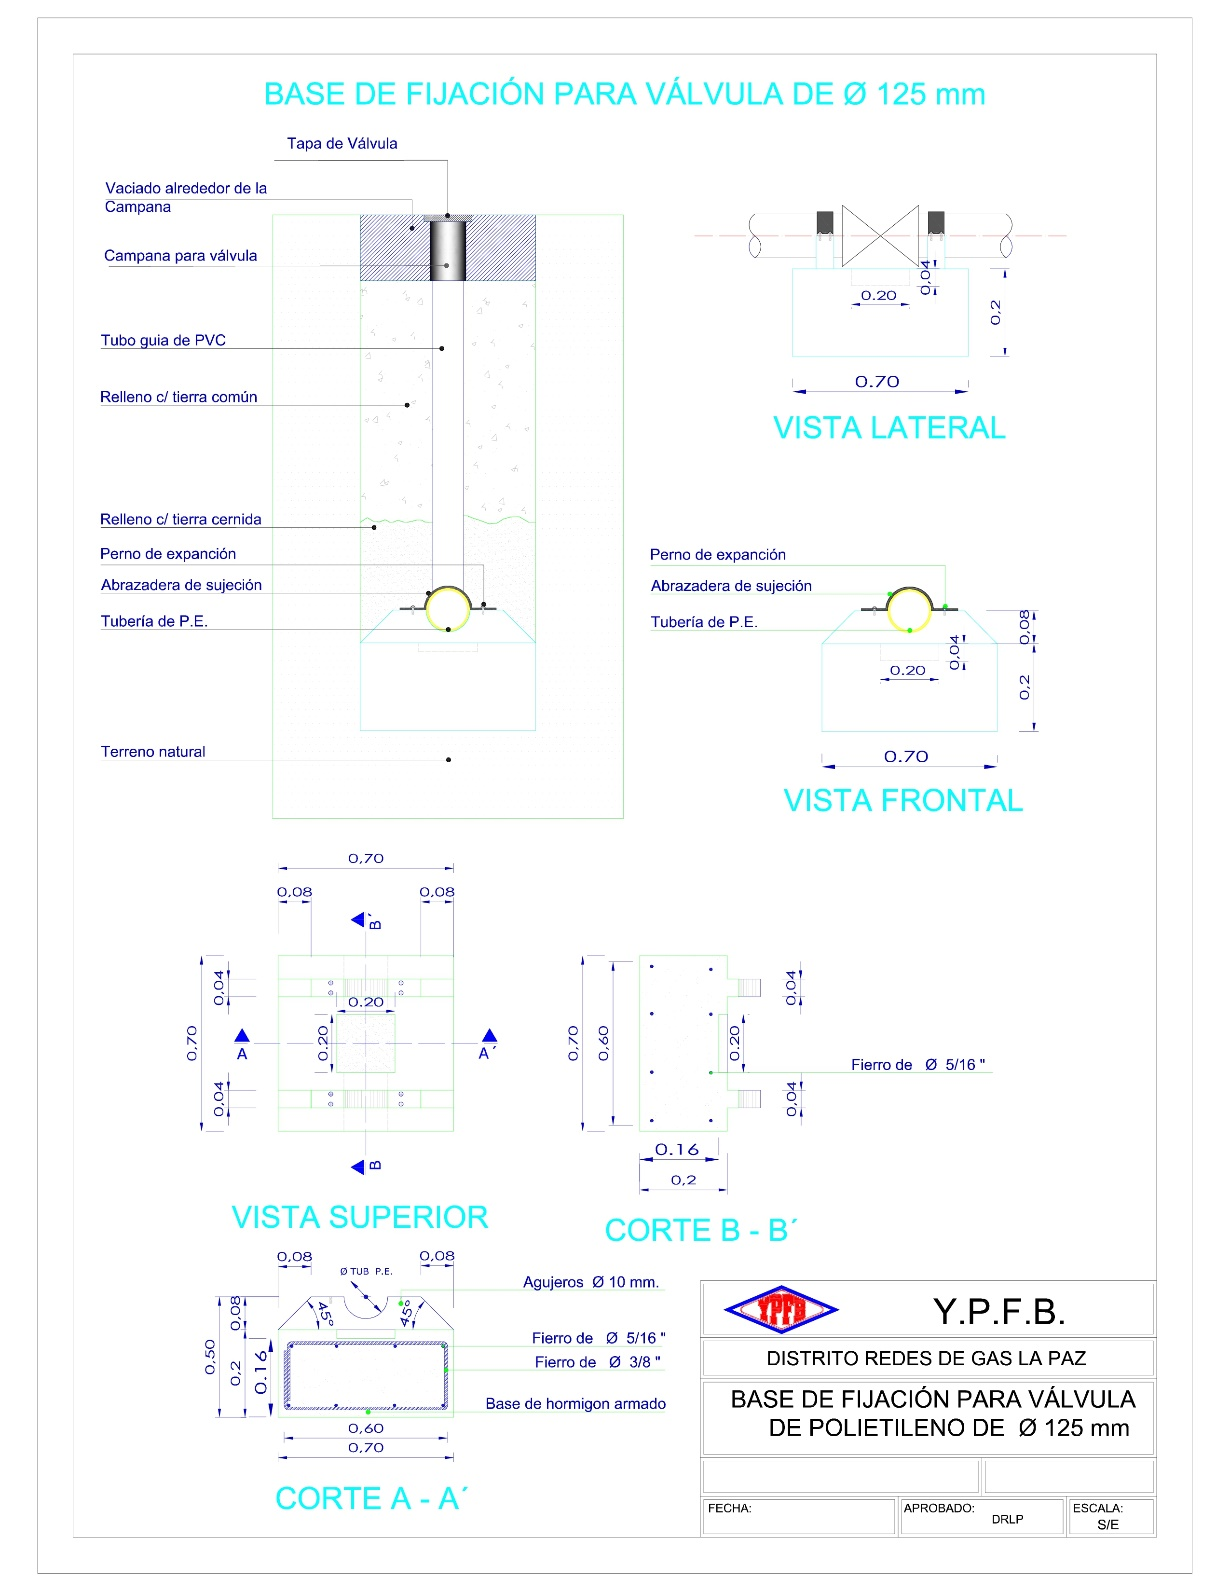 BASE DE FIJACIÓN PARA VÁLVULA DE Ø 125 mm
Tapa de Válvula
Vaciado alrededor de la
Campana
Campana para válvula
Tubo guia de PVC
Relleno c/ tierra común
Relleno c/ tierra cernida
Perno de expanción
Abrazadera de sujeción
Tubería de P.E.
Terreno natural
0.20
0,04
0,2
0.70
VISTA LATERAL
Perno de expanción
Abrazadera de sujeción
Tubería de P.E.
0,08
0,04
0.20
0,2
0.70
VISTA FRONTAL
0,70
0,08
0,08
B´
0,04
0.20
0,70
0.20
A
A´
0,04
B
VISTA SUPERIOR
0,04
0,70
0,60
0.20
Fierro de Ø 5/16 "
0,04
0.16
0,2
CORTE B - B´
0,08
0,08
Ø TUB P.E.
Agujeros Ø 10 mm.
0,08
45°
45°
0,50
0,2
0.16
Fierro de Ø 5/16 "
Fierro de Ø 3/8 "
Base de hormigon armado
0,60
0,70
CORTE A - A´
YPFB
Y.P.F.B.
DISTRITO REDES DE GAS LA PAZ
BASE DE FIJACIÓN PARA VÁLVULA
DE POLIETILENO DE Ø 125 mm
FECHA:
APROBADO:
DRLP
ESCALA:
S/E